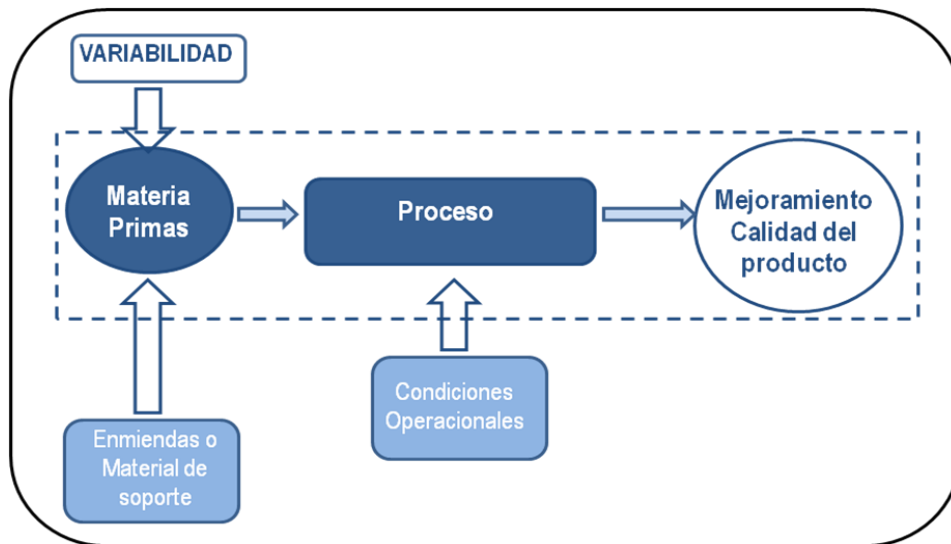 VARIABILIDAD
Materia
Primas
Proceso
Mejoramiento
Calidad del
producto
Condiciones
Operacionales
Enmiendas o
Material de
soporte